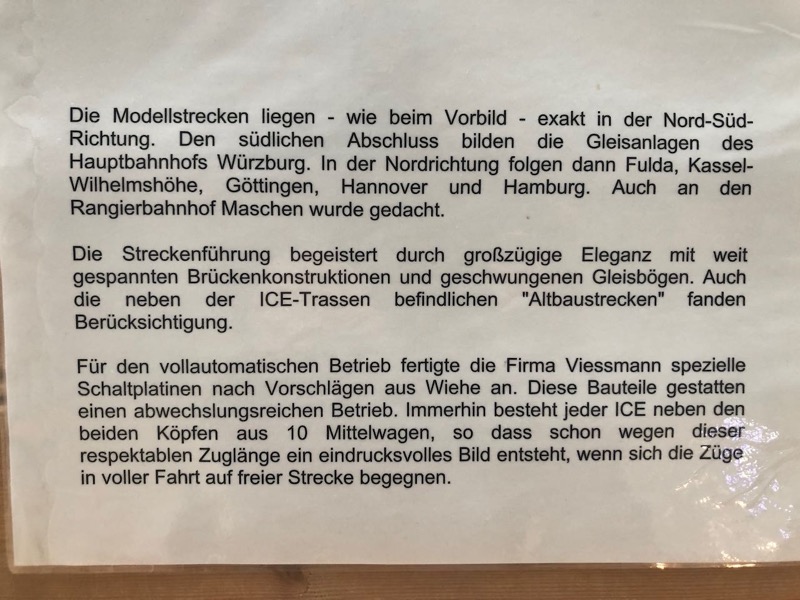 Die Modellstrecken liegen - wie beim Vorbild - exakt in der Nord-Süd-
Richtung. Den südlichen Abschluss bilden die Gleisanlagen des
Hauptbahnhofs Würzburg. In der Nordrichtung folgen dann Fulda, Kassel-
Wilhelmshöhe, Göttingen, Hannover und Hamburg. Auch an den
Rangierbahnhof Maschen wurde gedacht.
Die Streckenführung begeistert durch großzügige Eleganz mit weit
gespannten Brückenkonstruktionen und geschwungenen Gleisbögen. Auch
die neben der ICE-Trassen befindlichen "Altbaustrecken" fanden
Berücksichtigung.
Für den vollautomatischen Betrieb fertigte die Firma Viessmann spezielle
Schaltplatinen nach Vorschlägen aus Wiehe an. Diese Bauteile gestatten
einen abwechslungsreichen Betrieb. Immerhin besteht jeder ICE neben den
beiden Köpfen aus 10 Mittelwagen, so dass schon wegen dieser
respektablen Zuglänge ein eindrucksvolles Bild entsteht, wenn sich die Züge
in voller Fahrt auf freier Strecke begegnen.